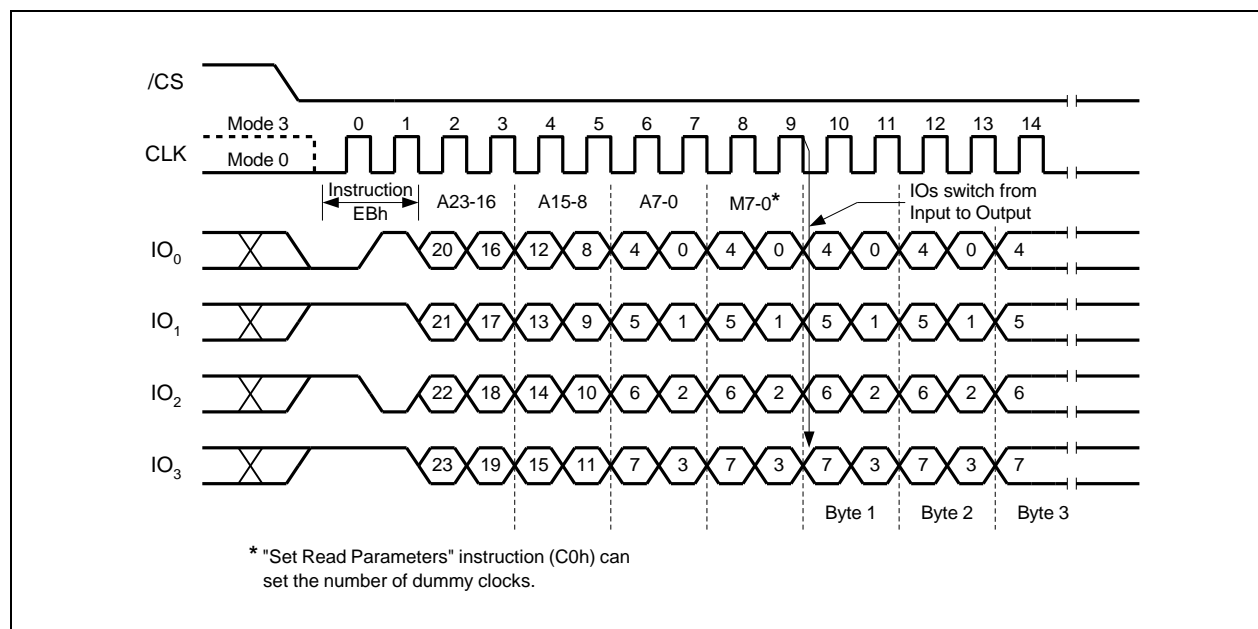 /CS
Mode 3
0 1 2 3 4 5 6 7 8 9 10 11 12 13 14
CLK
Mode 0
Instruction
EBh
A23-16 A15-8 A7-0 M7-0*
IOs switch from
Input to Output
IO0
20 16 12 8 4 0 4 0 4 0 4 0 4
IO1
21 17 13 9 5 1 5 1 5 1 5 1 5
IO2
22 18 14 10 6 2 6 2 6 2 6 2 6
IO3
23 19 15 11 7 3 7 3 7 3 7 3 7
Byte 1 Byte 2 Byte 3
* "Set Read Parameters" instruction (C0h) can
set the number of dummy clocks.